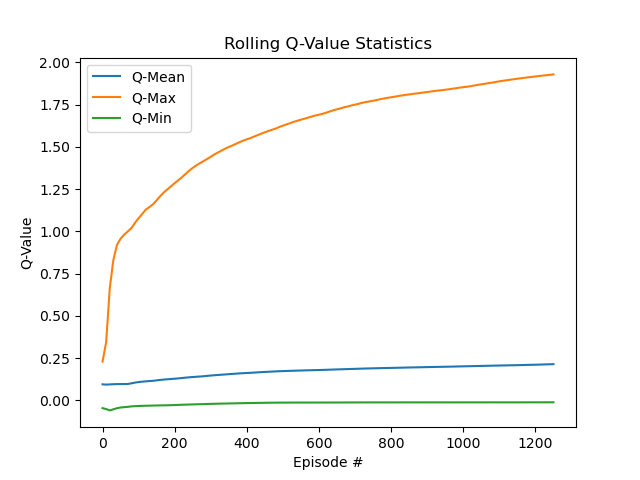 Rolling Q-Value Statistics
2.00
1.75
1.50
1.25
1.00
0.75
0.50
0.25
0.00
Q-Value
Q-Mean
Q-Max
Q-Min
0 200 400 600 800 1000 1200
Episode #